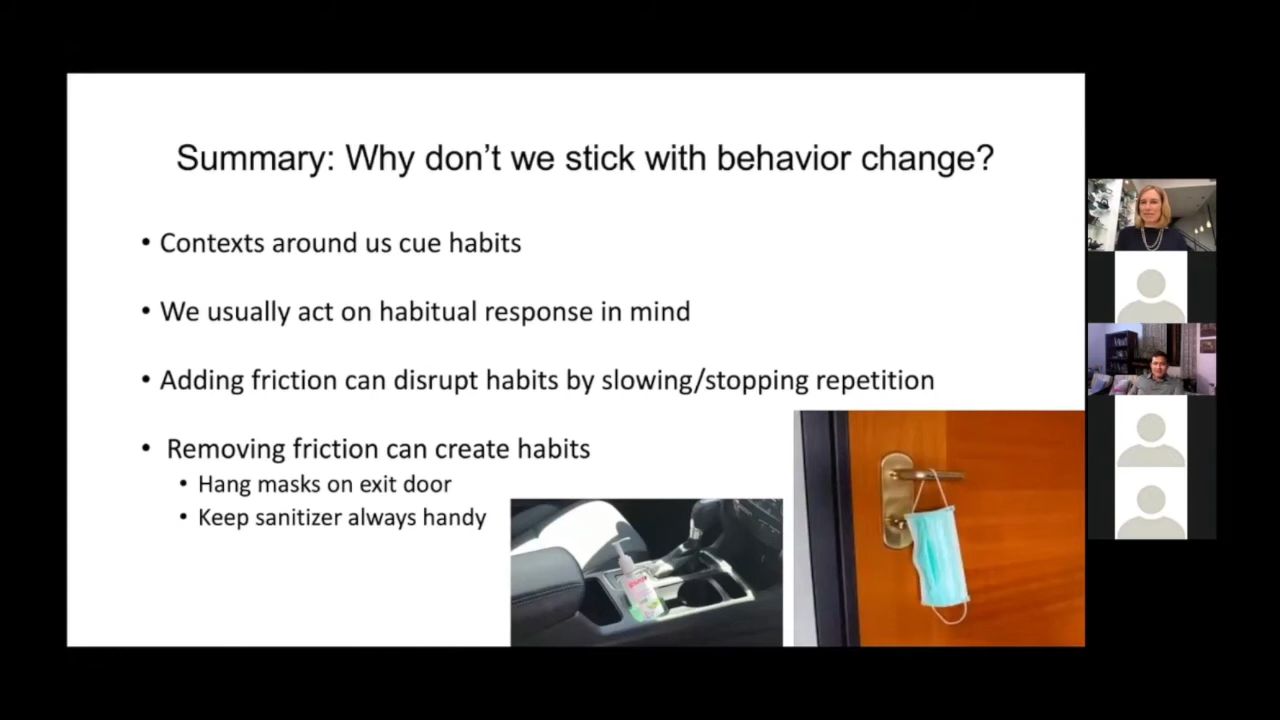 Summary: Why don't we stick with behavior change?
• Contexts around us cue habits
• We usually act on habitual response in mind
• Adding friction can disrupt habits by slowing/stopping repetition
• Removing friction can create habits
• Hang masks on exit door
• Keep sanitizer always handy